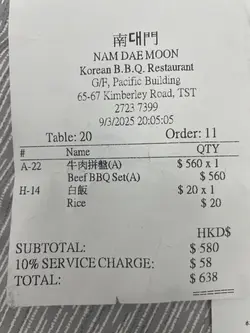 南대門
NAM DAE MOON
Korean B.B.Q. Restaurant
G/F, Pacific Building
65-67 Kimberley Road, TST
2723 7399
9/3/2025 20:05:05
Table: 20 Order: 11
# Name QTY
A-22 牛肉拼盤(A) $ 560 x 1
Beef BBQ Set(A) $ 560
H-14 白飯 $ 20 x 1
Rice $ 20
HKD$
SUBTOTAL: $ 580
10% SERVICE CHARGE: $ 58
TOTAL: $ 638